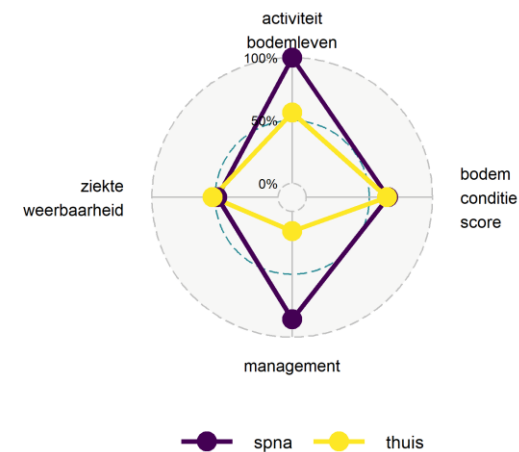 activiteit
bodemleven
100%
50%
0%
ziekte
weerbaarheid
bodem
conditie
score
management
spna
thuis